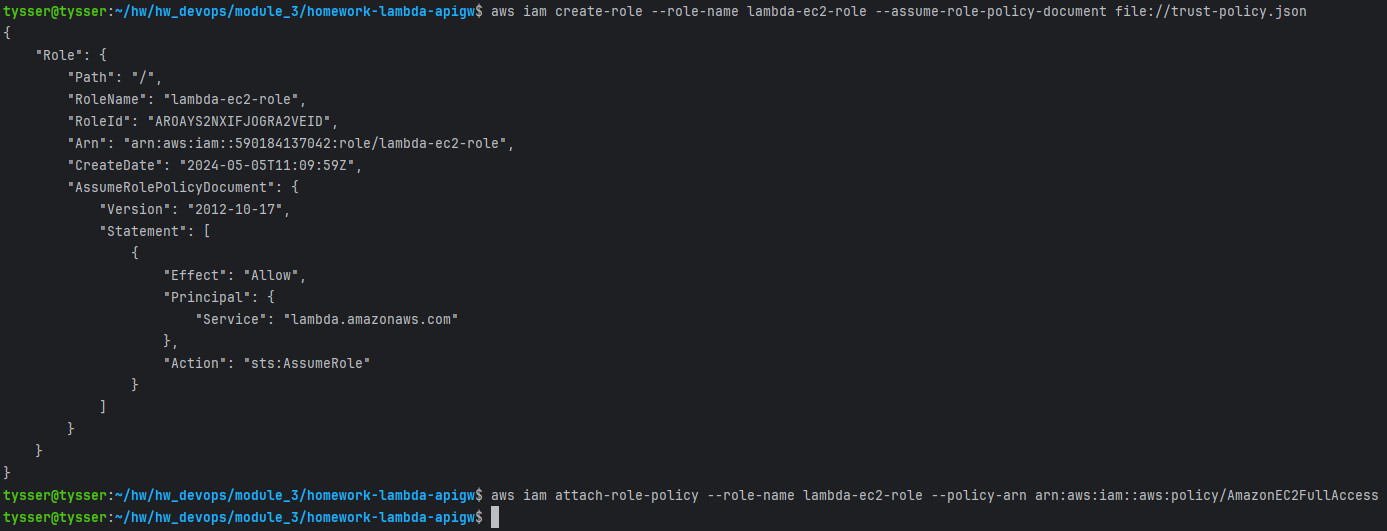 tysser@tysser:~/hw/hw_devops/module_3/homework-lambda-apigw$ aws iam create-role --role-name lambda-ec2-role --assume-role-policy-document file://trust-policy.json
{
    "Role": {
        "Path": "/",
        "RoleName": "lambda-ec2-role",
        "RoleId": "AROAYS2NXIFJOGRA2VEID",
        "Arn": "arn:aws:iam::590184137042:role/lambda-ec2-role",
        "CreateDate": "2024-05-05T11:09:59Z",
        "AssumeRolePolicyDocument": {
            "Version": "2012-10-17",
            "Statement": [
                {
                    "Effect": "Allow",
                    "Principal": {
                        "Service": "lambda.amazonaws.com"
                    },
                    "Action": "sts:AssumeRole"
                }
            ]
        }
    }
}
tysser@tysser:~/hw/hw_devops/module_3/homework-lambda-apigw$ aws iam attach-role-policy --role-name lambda-ec2-role --policy-arn arn:aws:iam::aws:policy/AmazonEC2FullAccess
tysser@tysser:~/hw/hw_devops/module_3/homework-lambda-apigw$